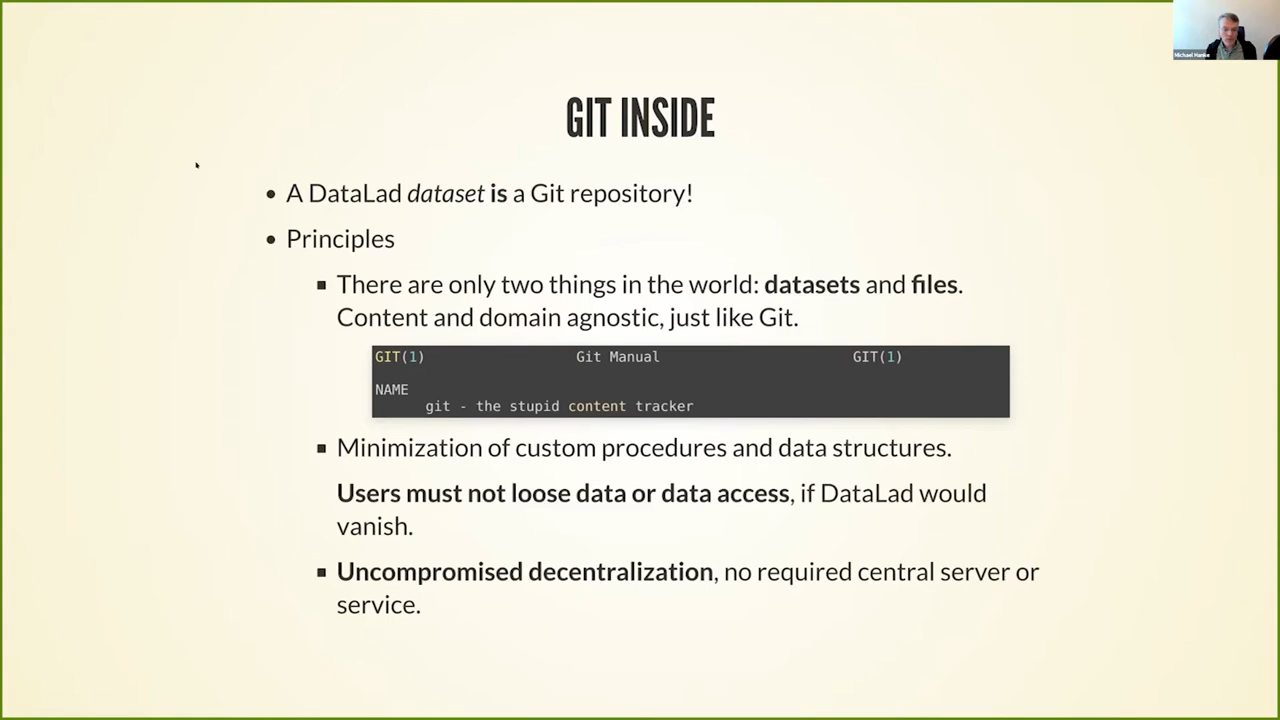 Michael Hanke
GIT INSIDE
A DataLad dataset is a Git repository!
Principles
There are only two things in the world: datasets and files.
Content and domain agnostic, just like Git.
GIT(1) Git Manual GIT(1)
NAME
git - the stupid content tracker
Minimization of custom procedures and data structures.
Users must not loose data or data access, if DataLad would
vanish.
Uncompromised decentralization, no required central server or
service.